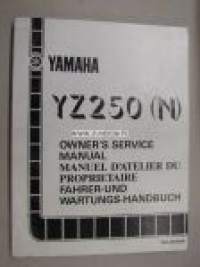 YAMAHA
YZ250 (N)
OWNER'S SERVICE
MANUAL
MANUEL D'ATELIER DU
PROPRIETAIRE
FAHRER-UND
WARTUNGS-HANDBUCH